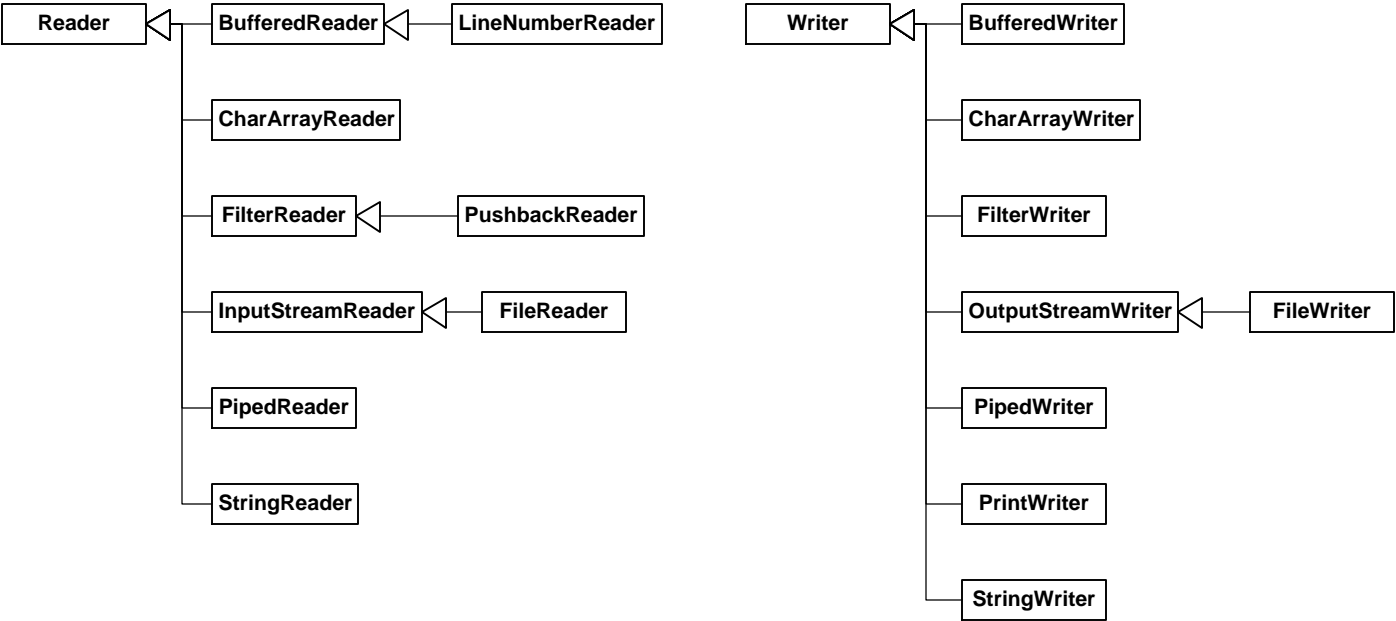 Reader
BufferedReader
LineNumberReader
Writer
BufferedWriter
CharArrayReader
CharArrayWriter
FilterReader
PushbackReader
FilterWriter
InputStreamReader
FileReader
OutputStreamWriter
FileWriter
PipedReader
PipedWriter
StringReader
PrintWriter
StringWriter